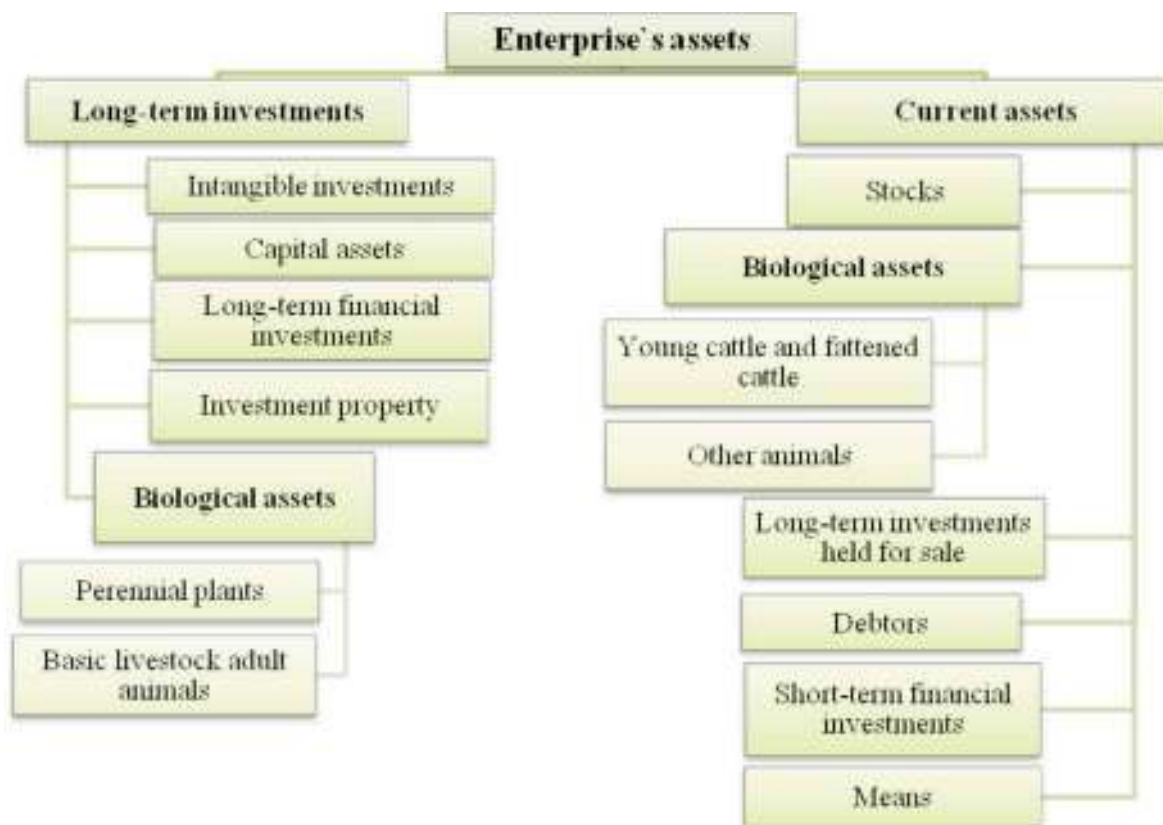 Enterprise`s assets
Long-term investments
Intangible investments
Capital assets
Long-term financial
investments
Investment property
Biological assets
Perennial plants
Basic livestock adult
animals
Current assets
Stocks
Biological assets
Young cattle and fattened
cattle
Other animals
Long-term investments
held for sale
Debtors
Short-term financial
investments
Means